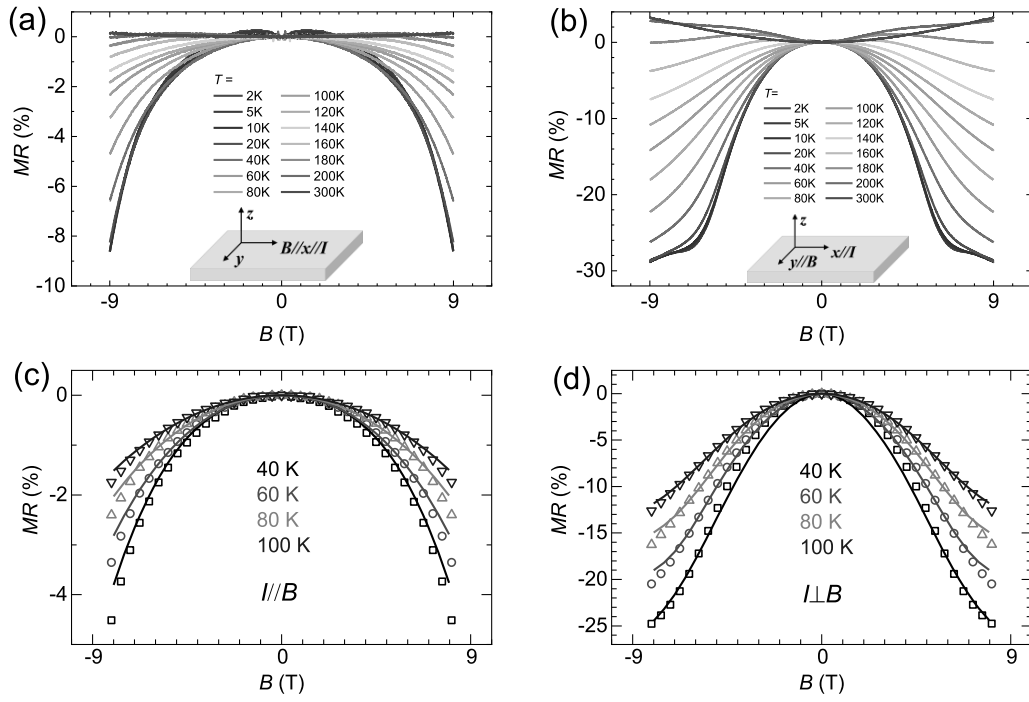 (a)
0
-2
-4
-6
-8
-10
MR (%)
T =
2K 100K
5K 120K
10K 140K
20K 160K
40K 180K
60K 200K
80K 300K
z
B//x//I
y
-9 0 9
B (T)
(b)
0
-10
-20
-30
MR (%)
T=
2K 100K
5K 120K
10K 140K
20K 160K
40K 180K
60K 200K
80K 300K
z
x//I
y//B
-9 0 9
B (T)
(c)
0
-2
-4
MR (%)
40 K
60 K
80 K
100 K
I//B
-9 0 9
B (T)
(d)
0
-5
-10
-15
-20
-25
MR (%)
40 K
60 K
80 K
100 K
I⊥B
-9 0 9
B (T)